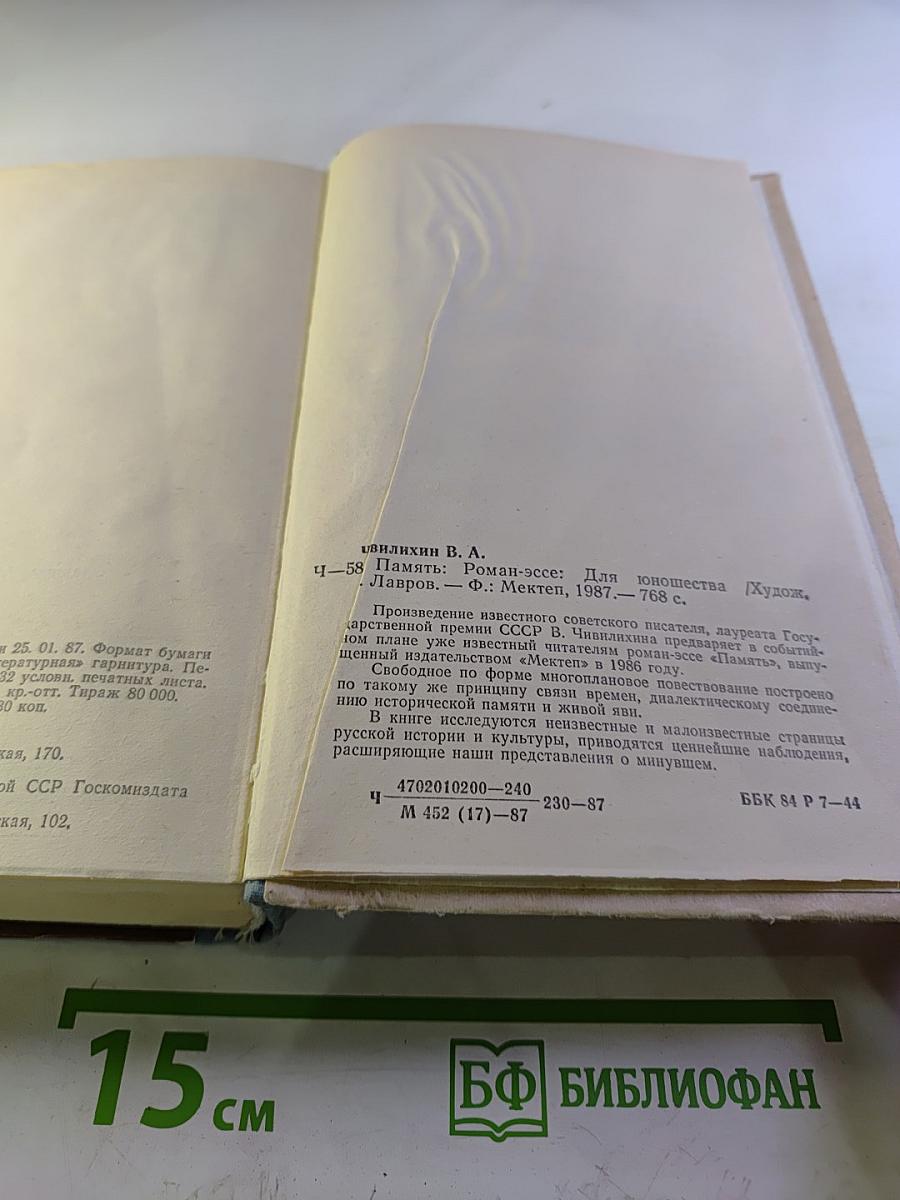 и 25. 01. 87. Формат бумаги
ературная» гарнитура. Пе-
32 условн. печатных листа.
кр.-отт. Тираж 80 000.
30 коп.
кая, 170.
ой ССР Госкомиздата
ская, 102.
ивилихин В. А.
Ч—58 Память: Роман-эссе: Для юношества /Худож.
. Лавров. — Ф.: Мектеп, 1987.— 768 с.
Произведение известного советского писателя, лауреата Госу-
дарственной премии СССР В. Чивилихина предваряет в событий-
ном плане уже известный читателям роман-эссе «Память», выпу-
щенный издательством «Мектеп» в 1986 году.
Свободное по форме многоплановое повествование построено
по такому же принципу связи времен, диалектическому соедине-
нию исторической памяти и живой яви.
В книге исследуются неизвестные и малоизвестные страницы
русской истории и культуры, приводятся ценнейшие наблюдения,
расширяющие наши представления о минувшем.
Ч 4702010200—240
М 452 (17)—87 230—87 ББК 84 Р 7—44
15 см
БФ БИБЛИОФАН